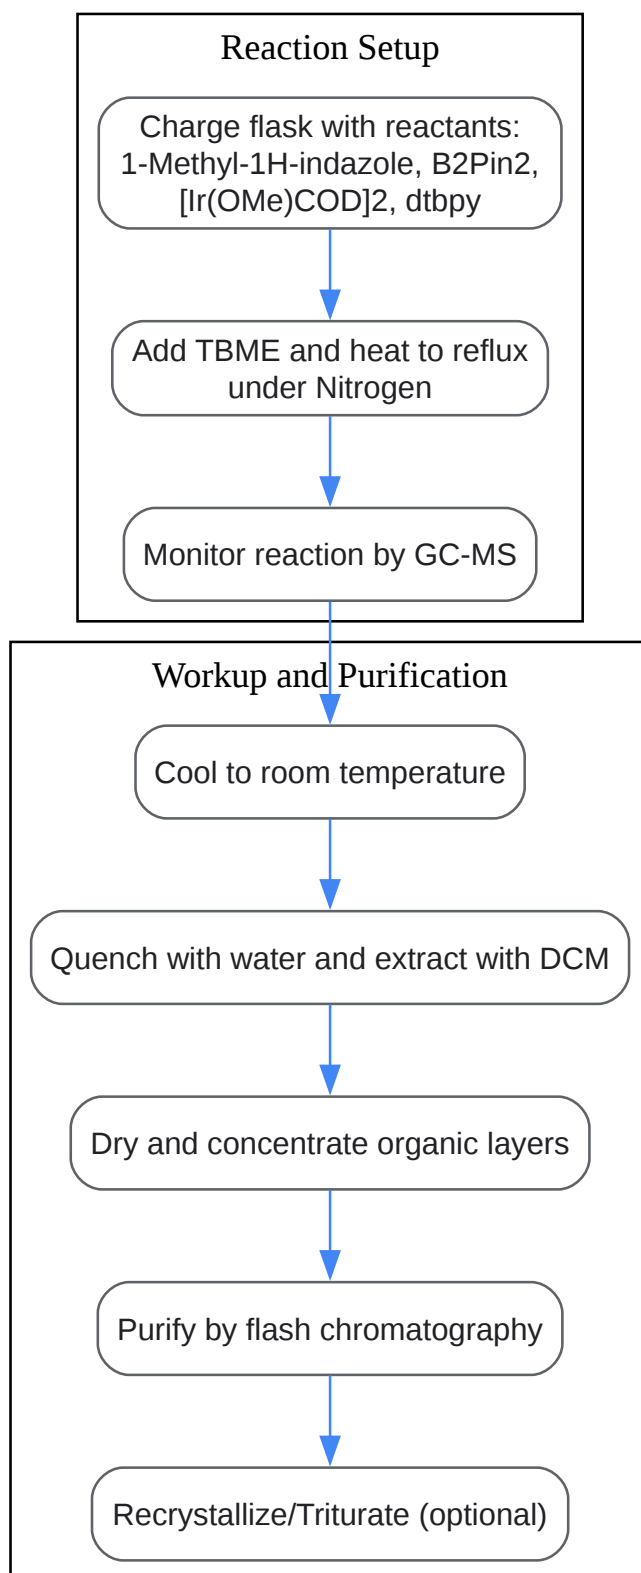 Reaction Setup
Charge flask with reactants:
1-Methyl-1H-indazole, B2Pin2,
[Ir(OMe)COD]2, dtbpy
Add TBME and heat to reflux
under Nitrogen
Monitor reaction by GC-MS
Workup and Purification
Cool to room temperature
Quench with water and extract with DCM
Dry and concentrate organic layers
Purify by flash chromatography
Recrystallize/Triturate (optional)